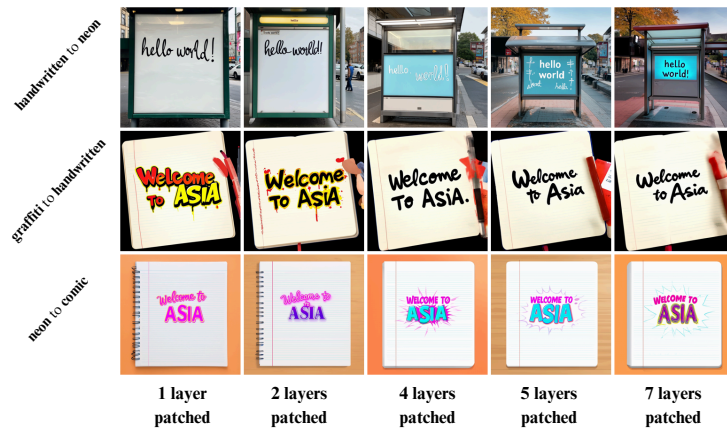 handwritten to neon
hello world!
hello world!
hello world!
hello
world
hello
world!
graffiti to handwritten
Welcome
TO ASIA
Welcome
TO ASIA
Welcome
To ASiA.
Welcome
to Asia
Welcome
to Asia
neon to comic
Welcome to
ASIA
Welcome to
ASIA
WELCOME TO
ASIA
WELCOME TO
ASIA
WELCOME TO
ASIA
1 layer
patched
2 layers
patched
4 layers
patched
5 layers
patched
7 layers
patched